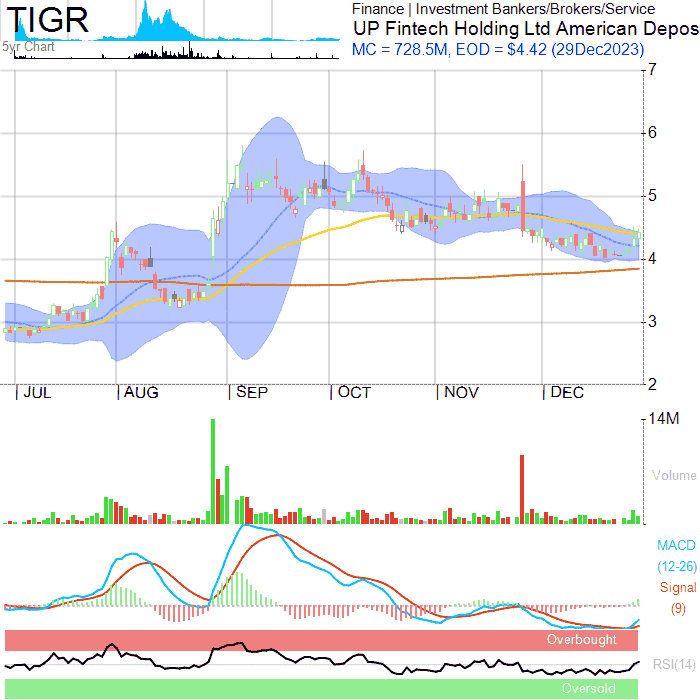 TIGR
Finance | Investment Bankers/Brokers/Service
UP Fintech Holding Ltd American Depos
MC = 728.5M, EOD = $4.42 (29Dec2023)
5yr Chart
7
6
5
4
3
2
JUL AUG SEP OCT NOV DEC
14M
Volume
MACD
(12-26)
Signal
(9)
Overbought
RSI(14)
Oversold